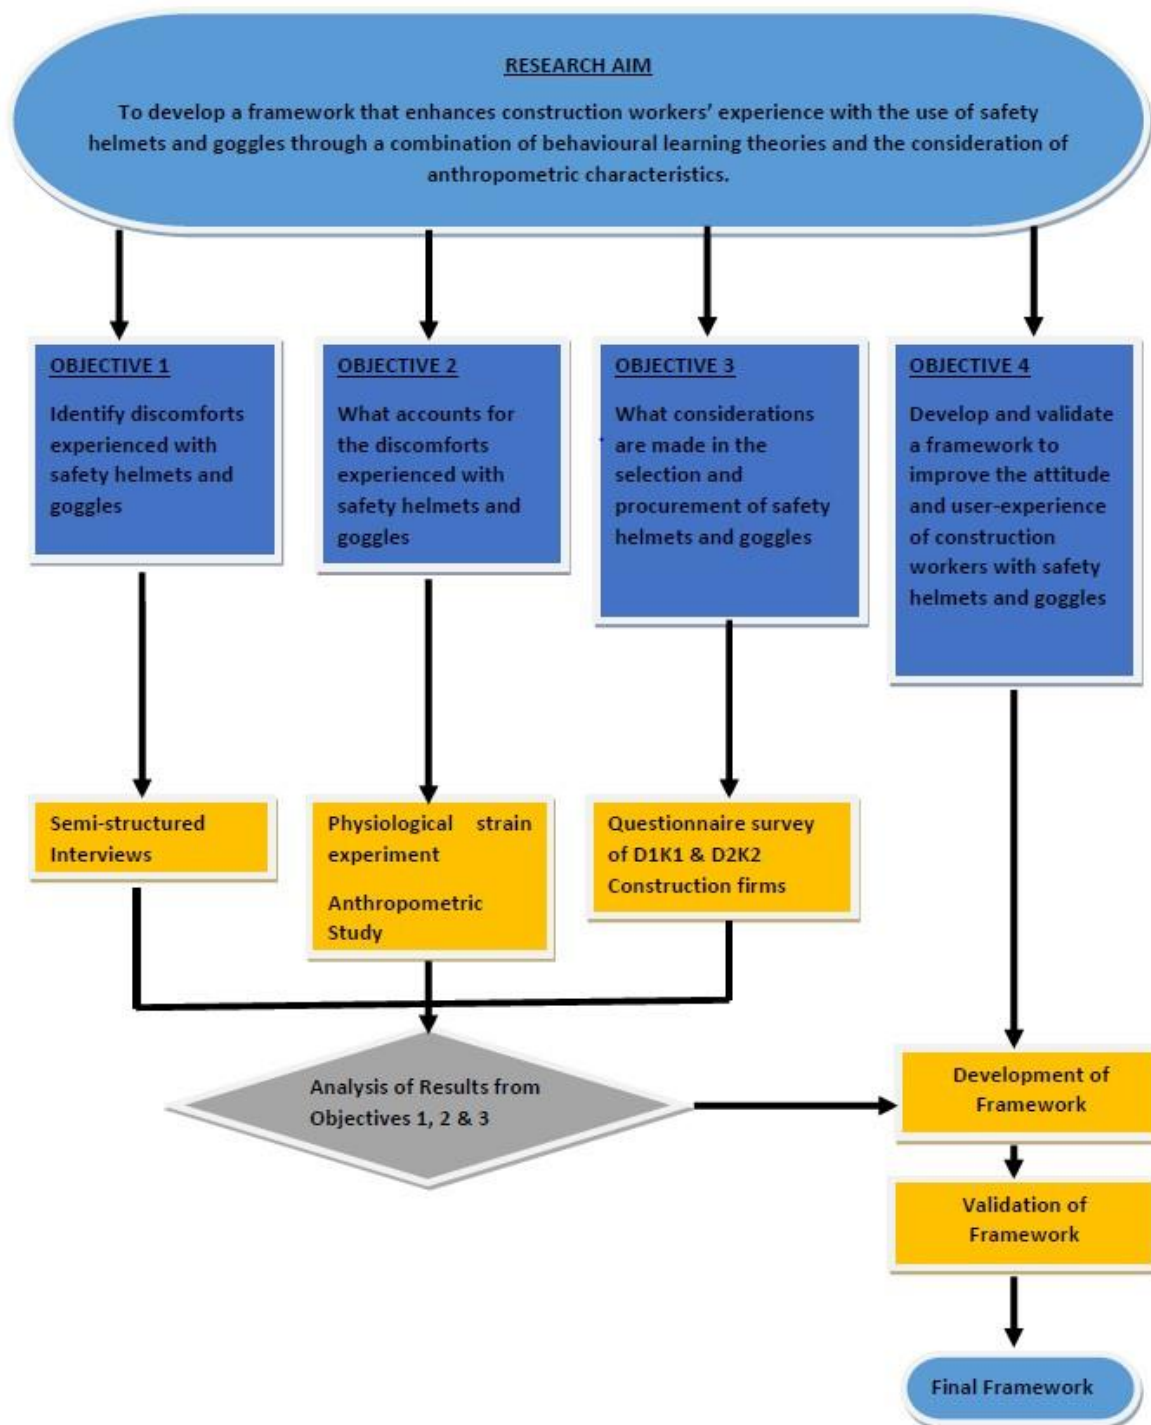 RESEARCH AIM
To develop a framework that enhances construction workers’ experience with the use of safety
helmets and goggles through a combination of behavioural learning theories and the consideration of
anthropometric characteristics.
OBJECTIVE 1
Identify discomforts
experienced with
safety helmets and
goggles
OBJECTIVE 2
What accounts for
the discomforts
experienced with
safety helmets and
goggles
OBJECTIVE 3
What considerations
are made in the
selection and
procurement of safety
helmets and goggles
OBJECTIVE 4
Develop and validate
a framework to
improve the attitude
and user-experience
of construction
workers with safety
helmets and goggles
Semi-structured
Interviews
Physiological strain
experiment
Anthropometric
Study
Questionnaire survey
of D1K1 & D2K2
Construction firms
Analysis of Results from
Objectives 1, 2 & 3
Development of
Framework
Validation of
Framework
Final Framework